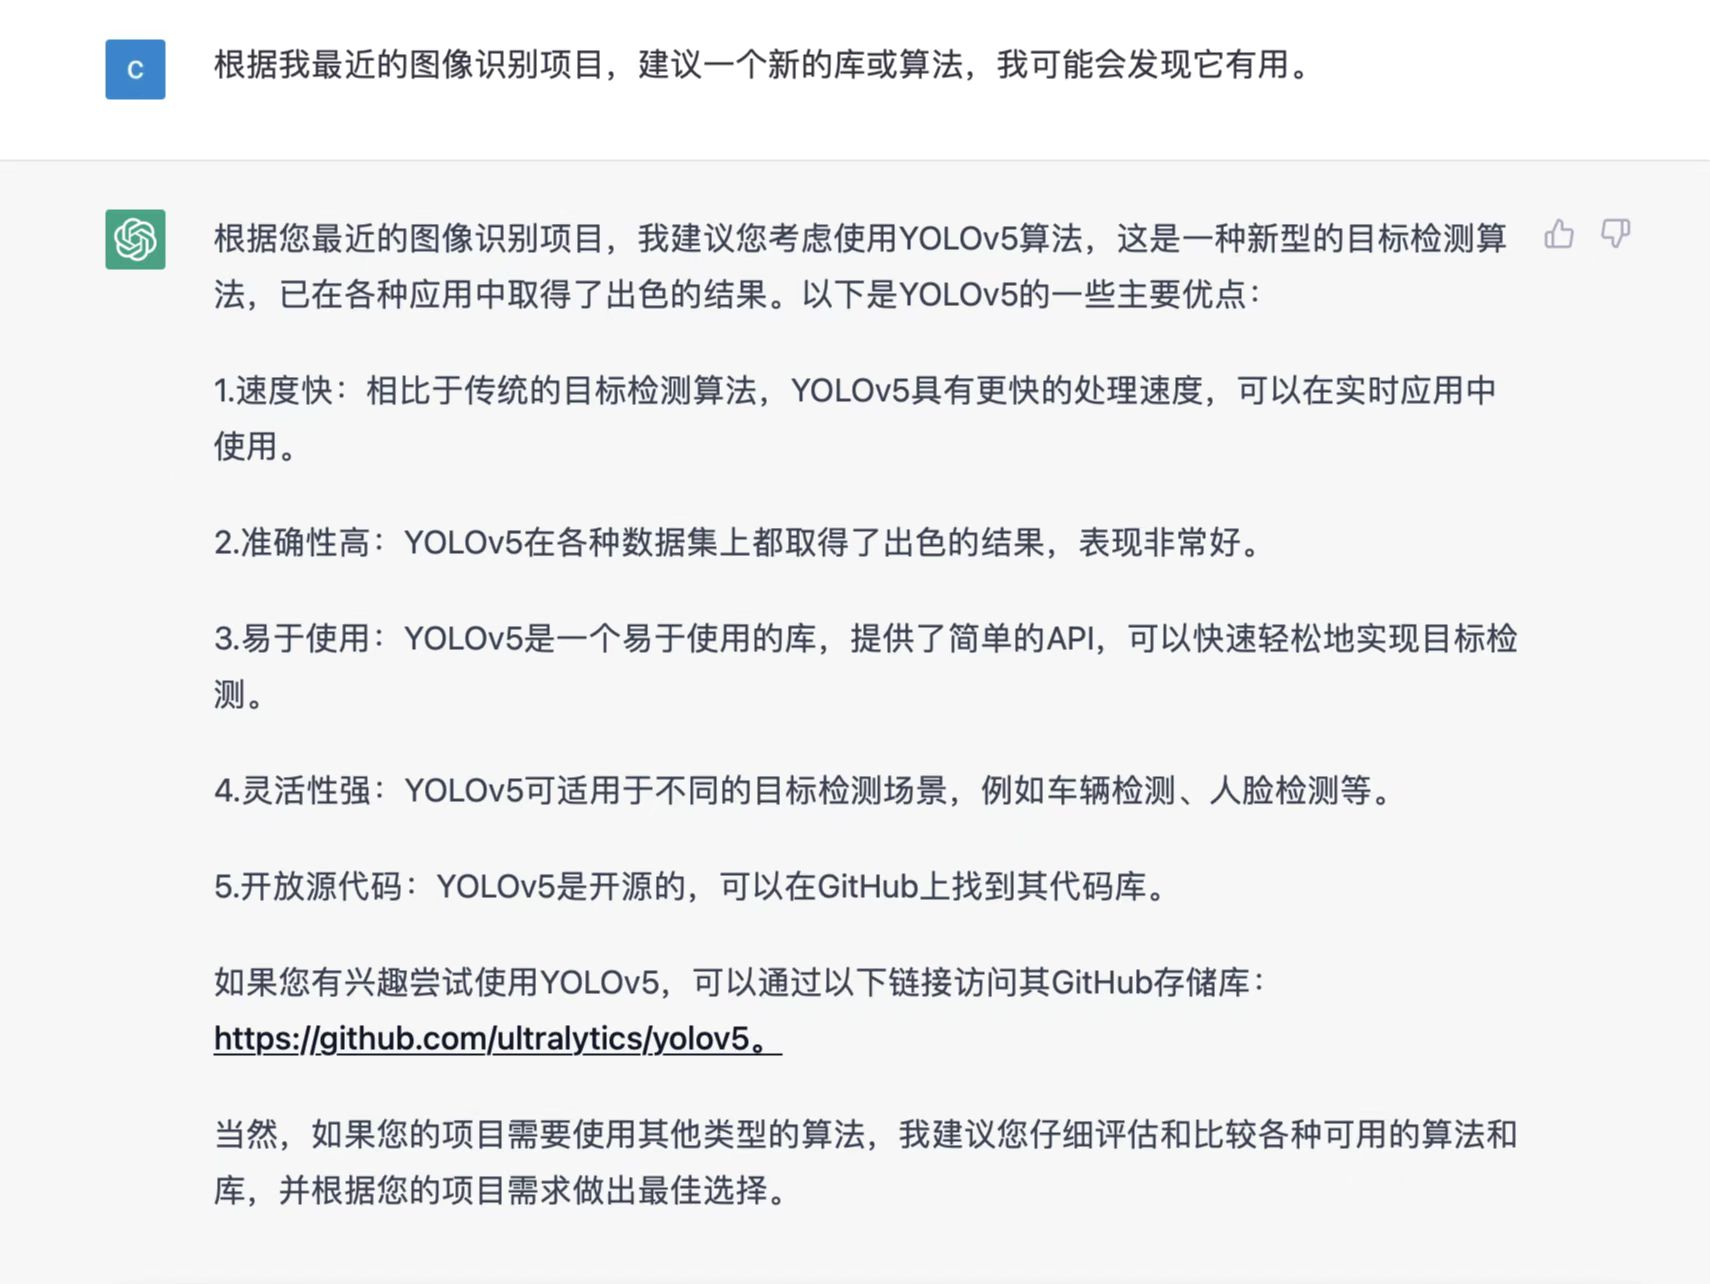 C
根据我最近的图像识别项目，建议一个新的库或算法，我可能会发现它有用。
根据您最近的图像识别项目，我建议您考虑使用YOLOv5算法，这是一种新型的目标检测算
法，已在各种应用中取得了出色的结果。以下是YOLOv5的一些主要优点：
1.速度快：相比于传统的目标检测算法，YOLOv5具有更快的处理速度，可以在实时应用中
使用。
2.准确性高：YOLOv5在各种数据集上都取得了出色的结果，表现非常好。
3.易于使用：YOLOv5是一个易于使用的库，提供了简单的API，可以快速轻松地实现目标检
测。
4.灵活性强：YOLOv5可适用于不同的目标检测场景，例如车辆检测、人脸检测等。
5.开放源代码：YOLOv5是开源的，可以在GitHub上找到其代码库。
如果您有兴趣尝试使用YOLOv5，可以通过以下链接访问其GitHub存储库：
https://github.com/ultralytics/yolov5。
当然，如果您的项目需要使用其他类型的算法，我建议您仔细评估和比较各种可用的算法和
库，并根据您的项目需求做出最佳选择。